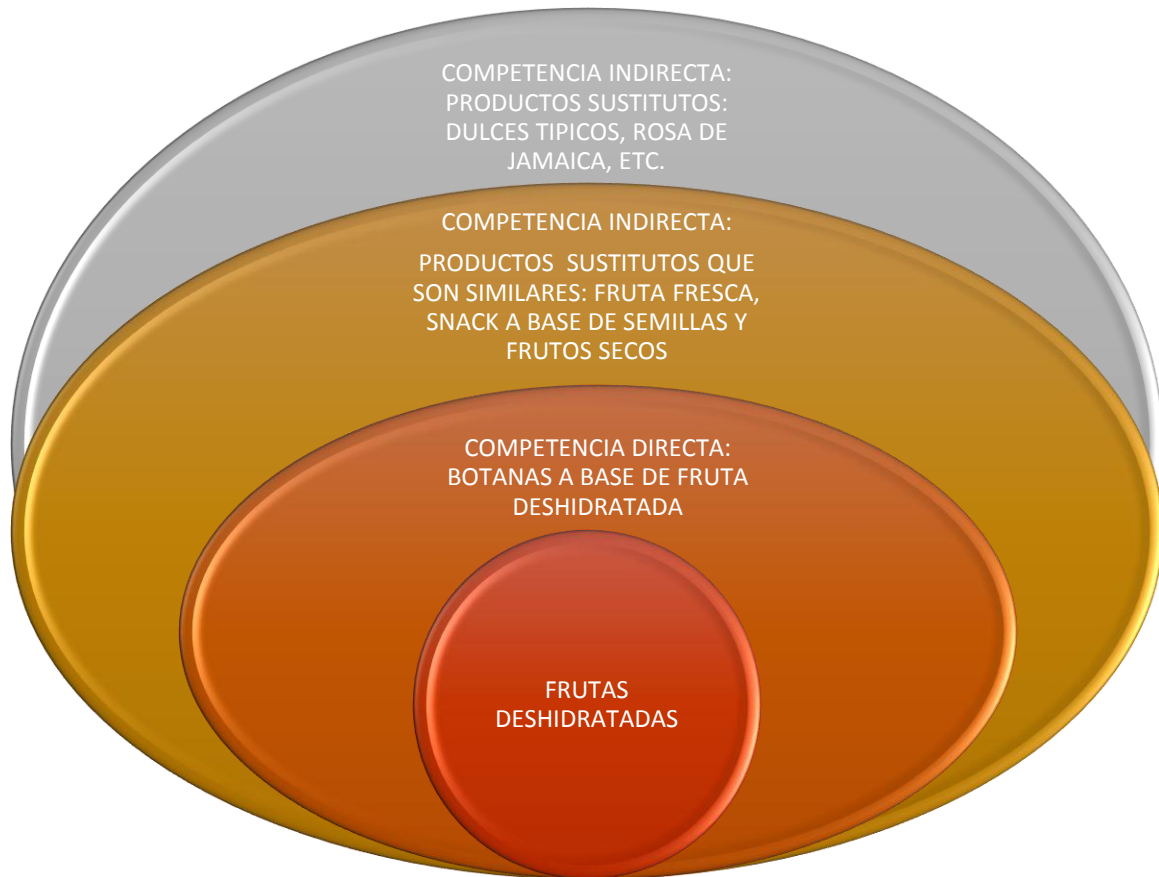 COMPETENCIA INDIRECTA:
PRODUCTOS SUSTITUTOS:
DULCES TIPICOS, ROSA DE
JAMAICA, ETC.
COMPETENCIA INDIRECTA:
PRODUCTOS SUSTITUTOS QUE
SON SIMILARES: FRUTA FRESCA,
SNACK A BASE DE SEMILLAS Y
FRUTOS SECOS
COMPETENCIA DIRECTA:
BOTANAS A BASE DE FRUTA
DESHIDRATADA
FRUTAS
DESHIDRATADAS